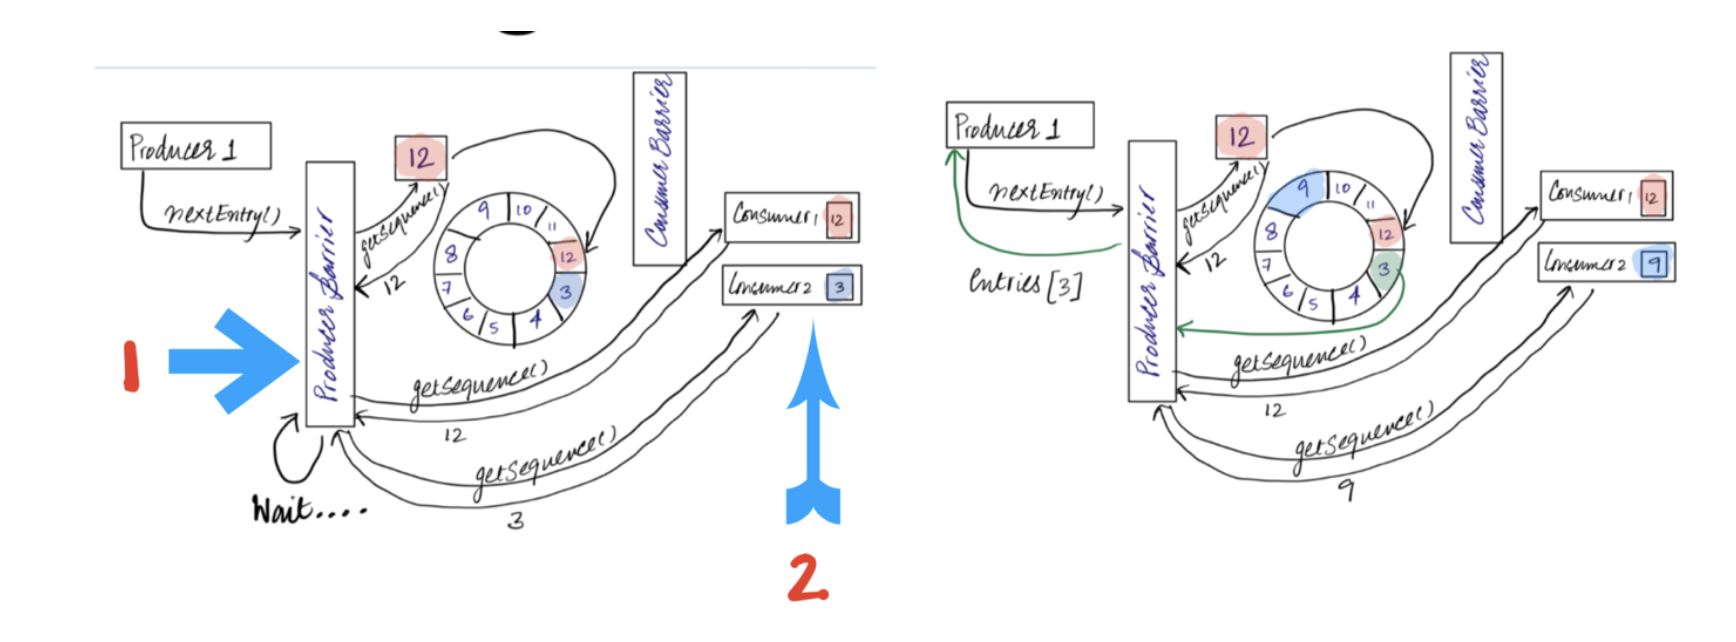 Producer 1
nextEntry()
Producer Barrier
12
getSequence()
12
9
10
11
12
3
4
5
6
7
8
Consumer Barrier
Consumer1 12
Consumer2 3
getSequence()
12
getSequence()
3
Wait....
1
2.
Producer 1
nextEntry()
Entries [3]
Producer Barrier
12
getSequence()
12
9
10
11
12
3
4
5
6
7
8
Consumer Barrier
Consumer1 12
Consumer2 9
getSequence()
12
getSequence()
9